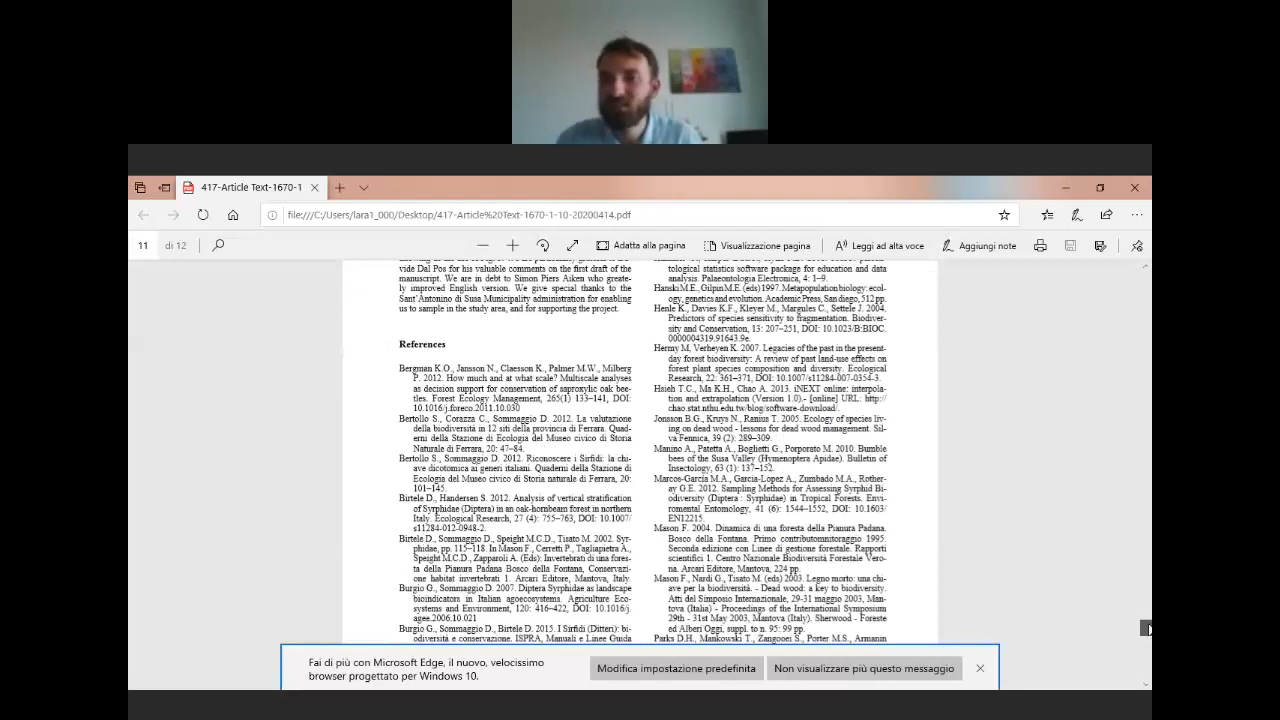 417-Article Text-1670-1
file:///C:/Users/lara1_000/Desktop/417-Article%20Text-1670-1-10-20200414.pdf
11 di 12
Adatta alla pagina
Visualizzazione pagina
Leggi ad alta voce
Aggiungi note
vide Dal Pos for his valuable comments on the first draft of the
manuscript. We are in debt to Simon Piers Aiken who great-
ly improved English version. We give special thanks to the
Sant'Antonino di Susa Municipality administration for enabling
us to sample in the study area, and for supporting the project.
References
Bergman K.O., Jansson N., Claesson K., Palmer M.W., Milberg
P. 2012. How much and at what scale? Multiscale analyses
as decision support for conservation of saproxylic oak bee-
tles. Forest Ecology Management, 265(1) 133–141, DOI:
10.1016/j.foreco.2011.10.030
Bertollo S., Corazza C., Sommaggio D. 2012. La valutazione
della biodiversità in 12 siti della provincia di Ferrara. Quad-
erni della Stazione di Ecologia del Museo civico di Storia
Naturale di Ferrara, 20: 47–84.
Bertollo S., Sommaggio D. 2012. Riconoscere i Sirfidi: la chi-
ave dicotomica ai generi italiani. Quaderni della Stazione di
Ecologia del Museo civico di Storia naturale di Ferrara, 20:
101–145.
Birtele D., Handersen S. 2012. Analysis of vertical stratification
of Syrphidae (Diptera) in an oak-hornbeam forest in northern
Italy. Ecological Research, 27 (4): 755–763, DOI: 10.1007/
s11284-012-0948-2.
Birtele D., Sommaggio D., Speight M.C.D., Tisato M. 2002. Syr-
phidae, pp. 115–118. In Mason F., Cerretti P., Tagliapietra A.,
Speight M.C.D., Zapparoli A. (Eds): Invertebrati di una fores-
ta della Pianura Padana Bosco della Fontana, Conservazi-
one habitat invertebrati 1. Arcari Editore, Mantova, Italy.
Burgio G., Sommaggio D. 2007. Diptera Syrphidae as landscape
bioindicators in Italian agoecosystems. Agriculture Eco-
systems and Environment, 120: 416–422, DOI: 10.1016/j.
agee.2006.10.021
Burgio G., Sommaggio D., Birtele D. 2015. I Sirfidi (Ditteri): bi-
odiversità e conservazione. ISPRA, Manuali e Linee Guida
tological statistics software package for education and data
analysis. Palaeontologia Electronica, 4: 1–9.
Hanski M.E., Gilpin M.E. (eds) 1997. Metapopulation biology: ecol-
ogy, genetics and evolution. Academic Press, San diego, 512 pp.
Henle K., Davies K.F., Kleyer M., Margules C., Settele J. 2004.
Predictors of species sensitivity to fragmentation. Biodiver-
sity and Conservation, 13: 207–251, DOI: 10.1023/B:BIOC.
0000004319.91643.9e.
Hermy M, Verheyen K. 2007. Legacies of the past in the present-
day forest biodiversity: A review of past land-use effects on
forest plant species composition and diversity. Ecological
Research, 22: 361–371, DOI: 10.1007/s11284-007-0354-3.
Hsieh T.C., Ma K.H., Chao A. 2013. iNEXT online: interpola-
tion and extrapolation (Version 1.0).- [online] URL: http://
chao.stat.nthu.edu.tw/blog/software-download/.
Jonsson B.G., Kruys N., Ranius T. 2005. Ecology of species liv-
ing on dead wood - lessons for dead wood management. Sil-
va Fennica, 39 (2): 289–309.
Manino A., Patetta A., Boglietti G., Porporato M. 2010. Bumble
bees of the Susa Valley (Hymenoptera Apidae). Bulletin of
Insectology, 63 (1): 137–152.
Marcos-García M.A., Garcia-Lopez A., Zumbado M.A., Rother-
ay G.E. 2012. Sampling Methods for Assessing Syrphid Bi-
odiversity (Diptera : Syrphidae) in Tropical Forests. Envi-
romental Entomology, 41 (6): 1544–1552, DOI: 10.1603/
EN12215.
Mason F. 2004. Dinamica di una foresta della Pianura Padana.
Bosco della Fontana. Primo contributomnitoraggio 1995.
Seconda edizione con Linee di gestione forestale. Rapporti
scientifici 1. Centro Nazionale Biodiversità Forestale Vero-
na. Arcari Editore, Mantova, 224 pp.
Mason F., Nardi G., Tisato M. (eds) 2003. Legno morto: una chi-
ave per la biodiversità. - Dead wood: a key to biodiversity.
Atti del Simposio Internazionale, 29-31 maggio 2003, Man-
tova (Italia) - Proceedings of the International Symposium
29th - 31st May 2003, Mantova (Italy). Sherwood - Foreste
ed Alberi Oggi, suppl. to n. 95: 99 pp.
Parks D.H., Mankowski T., Zangooei S., Porter M.S., Armanin
Fai di più con Microsoft Edge, il nuovo, velocissimo
browser progettato per Windows 10.
Modifica impostazione predefinita
Non visualizzare più questo messaggio